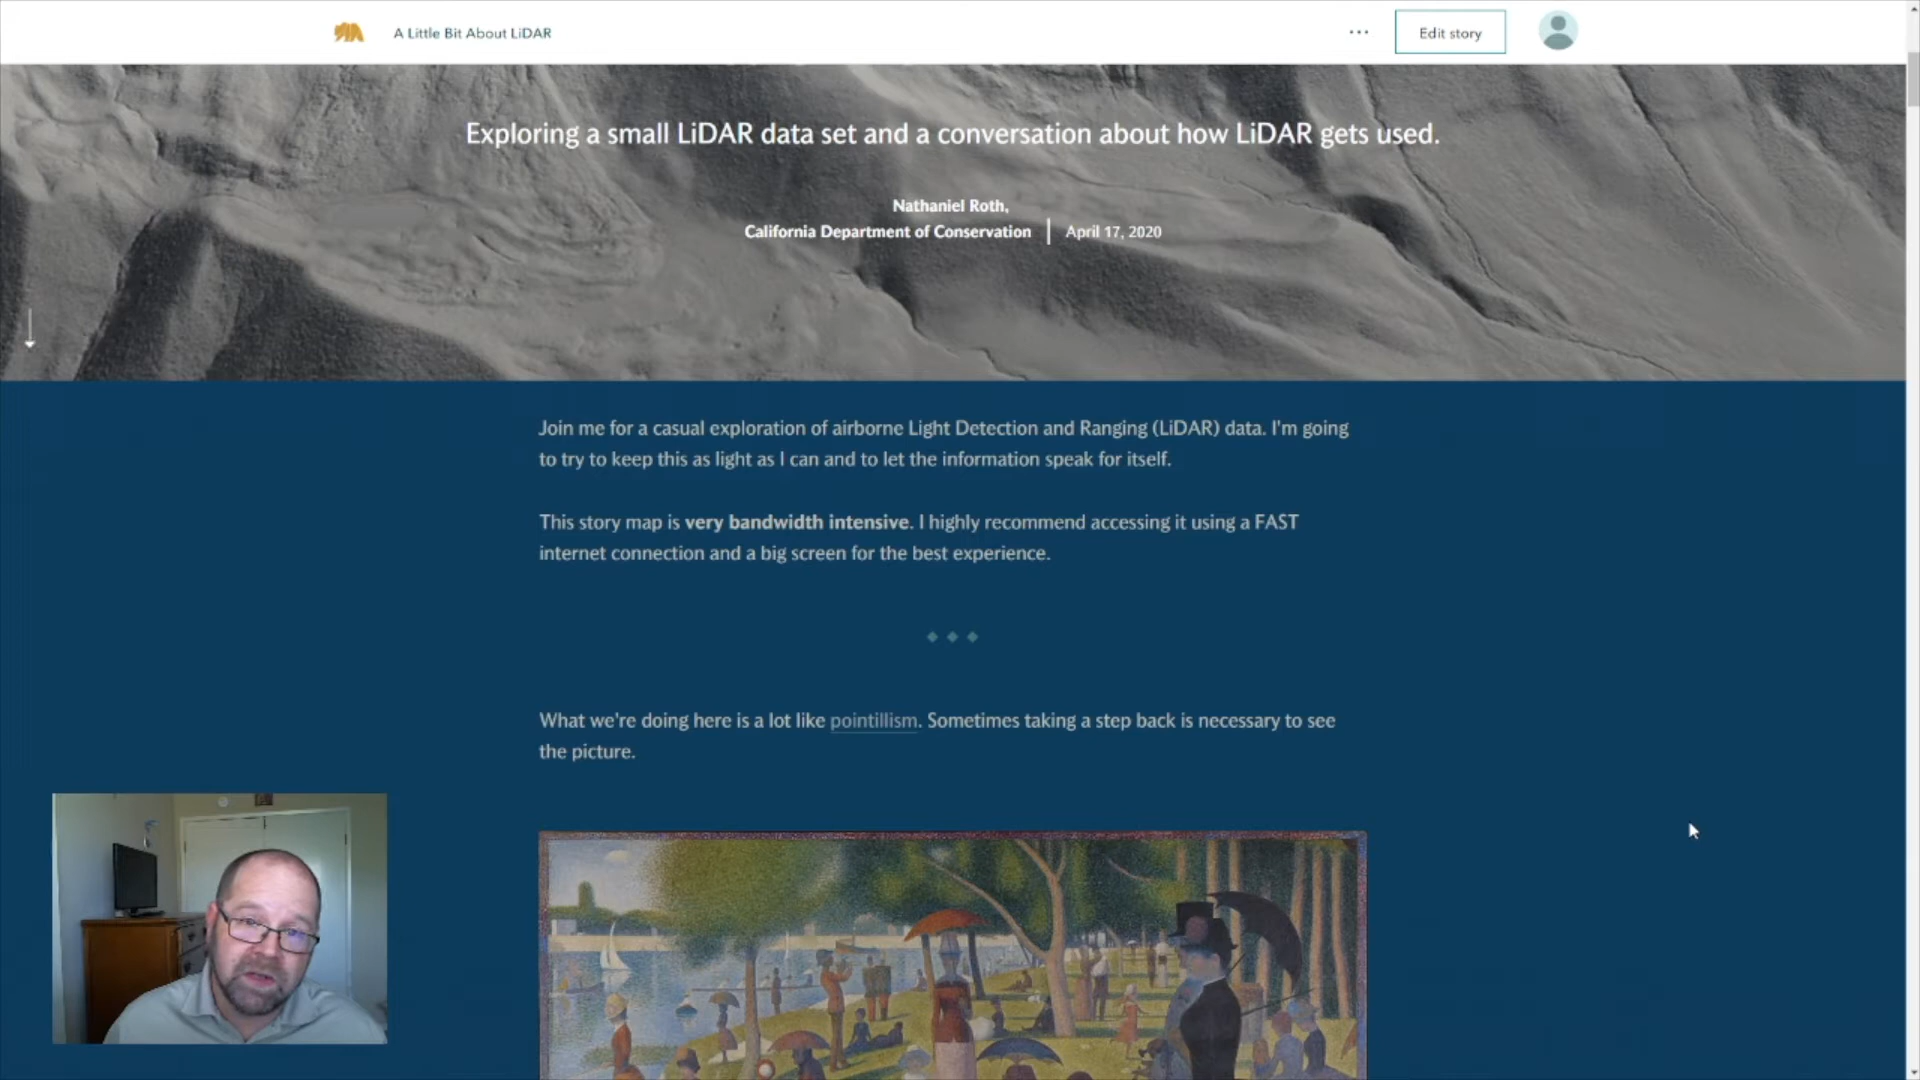 A Little Bit About LiDAR
Edit story
Exploring a small LiDAR data set and a conversation about how LiDAR gets used.
Nathaniel Roth,
California Department of Conservation
April 17, 2020
Join me for a casual exploration of airborne Light Detection and Ranging (LiDAR) data. I'm going
to try to keep this as light as I can and to let the information speak for itself.
This story map is very bandwidth intensive. I highly recommend accessing it using a FAST
internet connection and a big screen for the best experience.
What we're doing here is a lot like pointillism. Sometimes taking a step back is necessary to see
the picture.